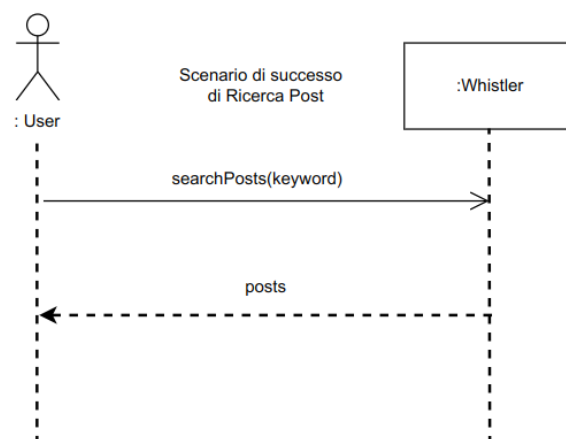 Scenario di successo
di Ricerca Post
:Whistler
: User
searchPosts(keyword)
posts